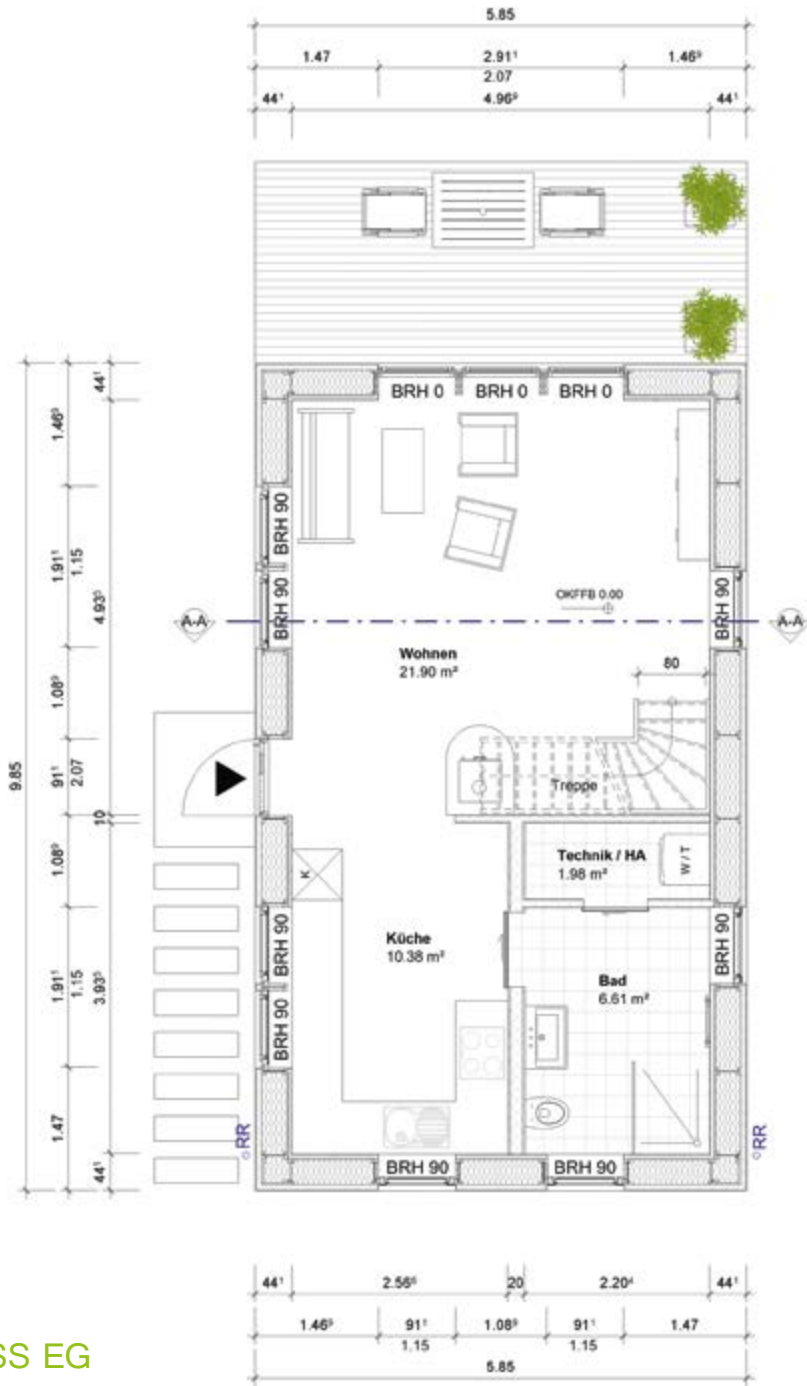 5.85
1.47 2.91¹ 1.46⁹
2.07
44¹ 4.96⁹ 44¹
BRH 0 BRH 0 BRH 0
44¹
1.46⁹
BRH 90
1.91¹
1.15
4.93⁵
BRH 90
BRH 90
OKFFB 0.00
A-A
A-A
Wohnen
21.90 m²
80
1.08⁹
9.85
91¹
2.07
Treppe
10
1.08⁹
K
Technik / HA
1.98 m²
W / T
Küche
10.38 m²
BRH 90
BRH 90
Bad
6.61 m²
1.91¹
1.15
3.93⁵
BRH 90
1.47
44¹
RR
RR
BRH 90 BRH 90
44¹ 2.56⁵ 20 2.20⁴ 44¹
1.46⁹ 91¹ 1.08⁹ 91¹ 1.47
1.15 1.15
5.85
SS EG